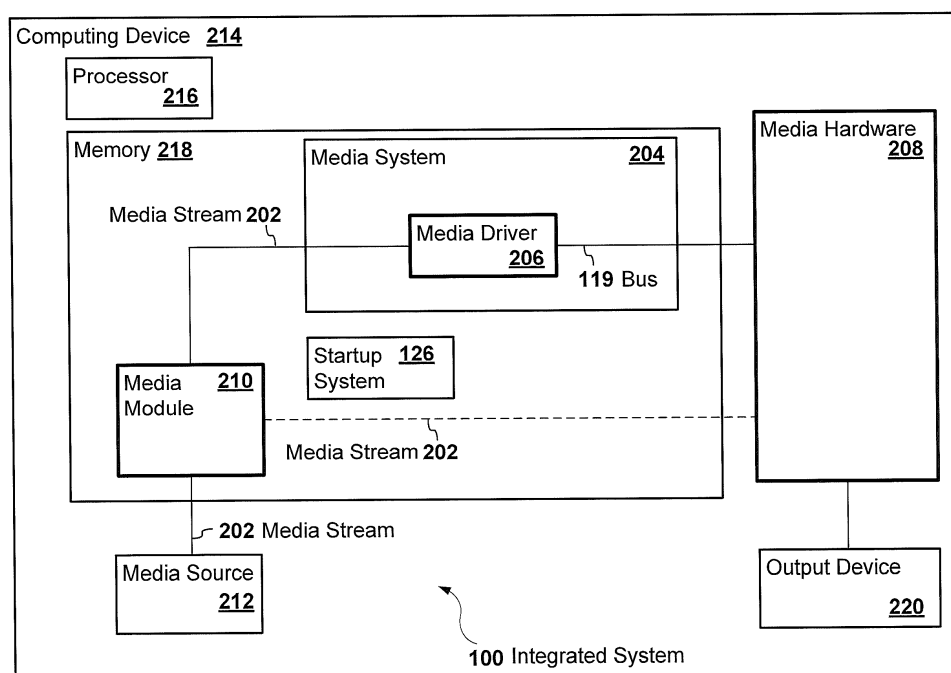 Computing Device 214
Processor
216
Memory 218
Media System 204
Media Hardware
208
Media Stream 202
Media Driver
206
119 Bus
Startup 126
System
Media 210
Module
Media Stream 202
202 Media Stream
Media Source
212
Output Device
220
100 Integrated System